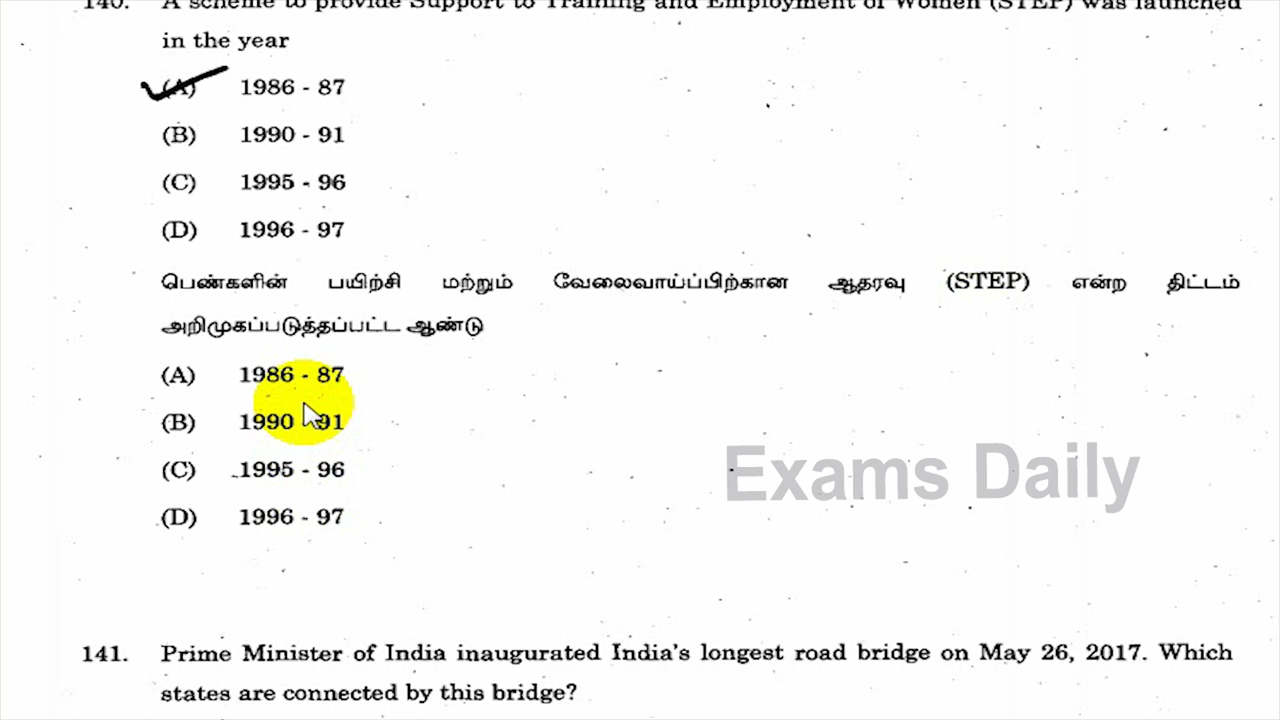 140. A scheme to provide Support to Training and Employment of Women (STEP) was launched
in the year
(A) 1986 - 87
(B) 1990 - 91
(C) 1995 - 96
(D) 1996 - 97
பெண்களின் பயிற்சி மற்றும் வேலைவாய்ப்பிற்கான ஆதரவு (STEP) என்ற திட்டம்
அறிமுகப்படுத்தப்பட்ட ஆண்டு
(A) 1986 - 87
(B) 1990 - 91
(C) 1995 - 96
(D) 1996 - 97
Exams Daily
141. Prime Minister of India inaugurated India's longest road bridge on May 26, 2017. Which
states are connected by this bridge?